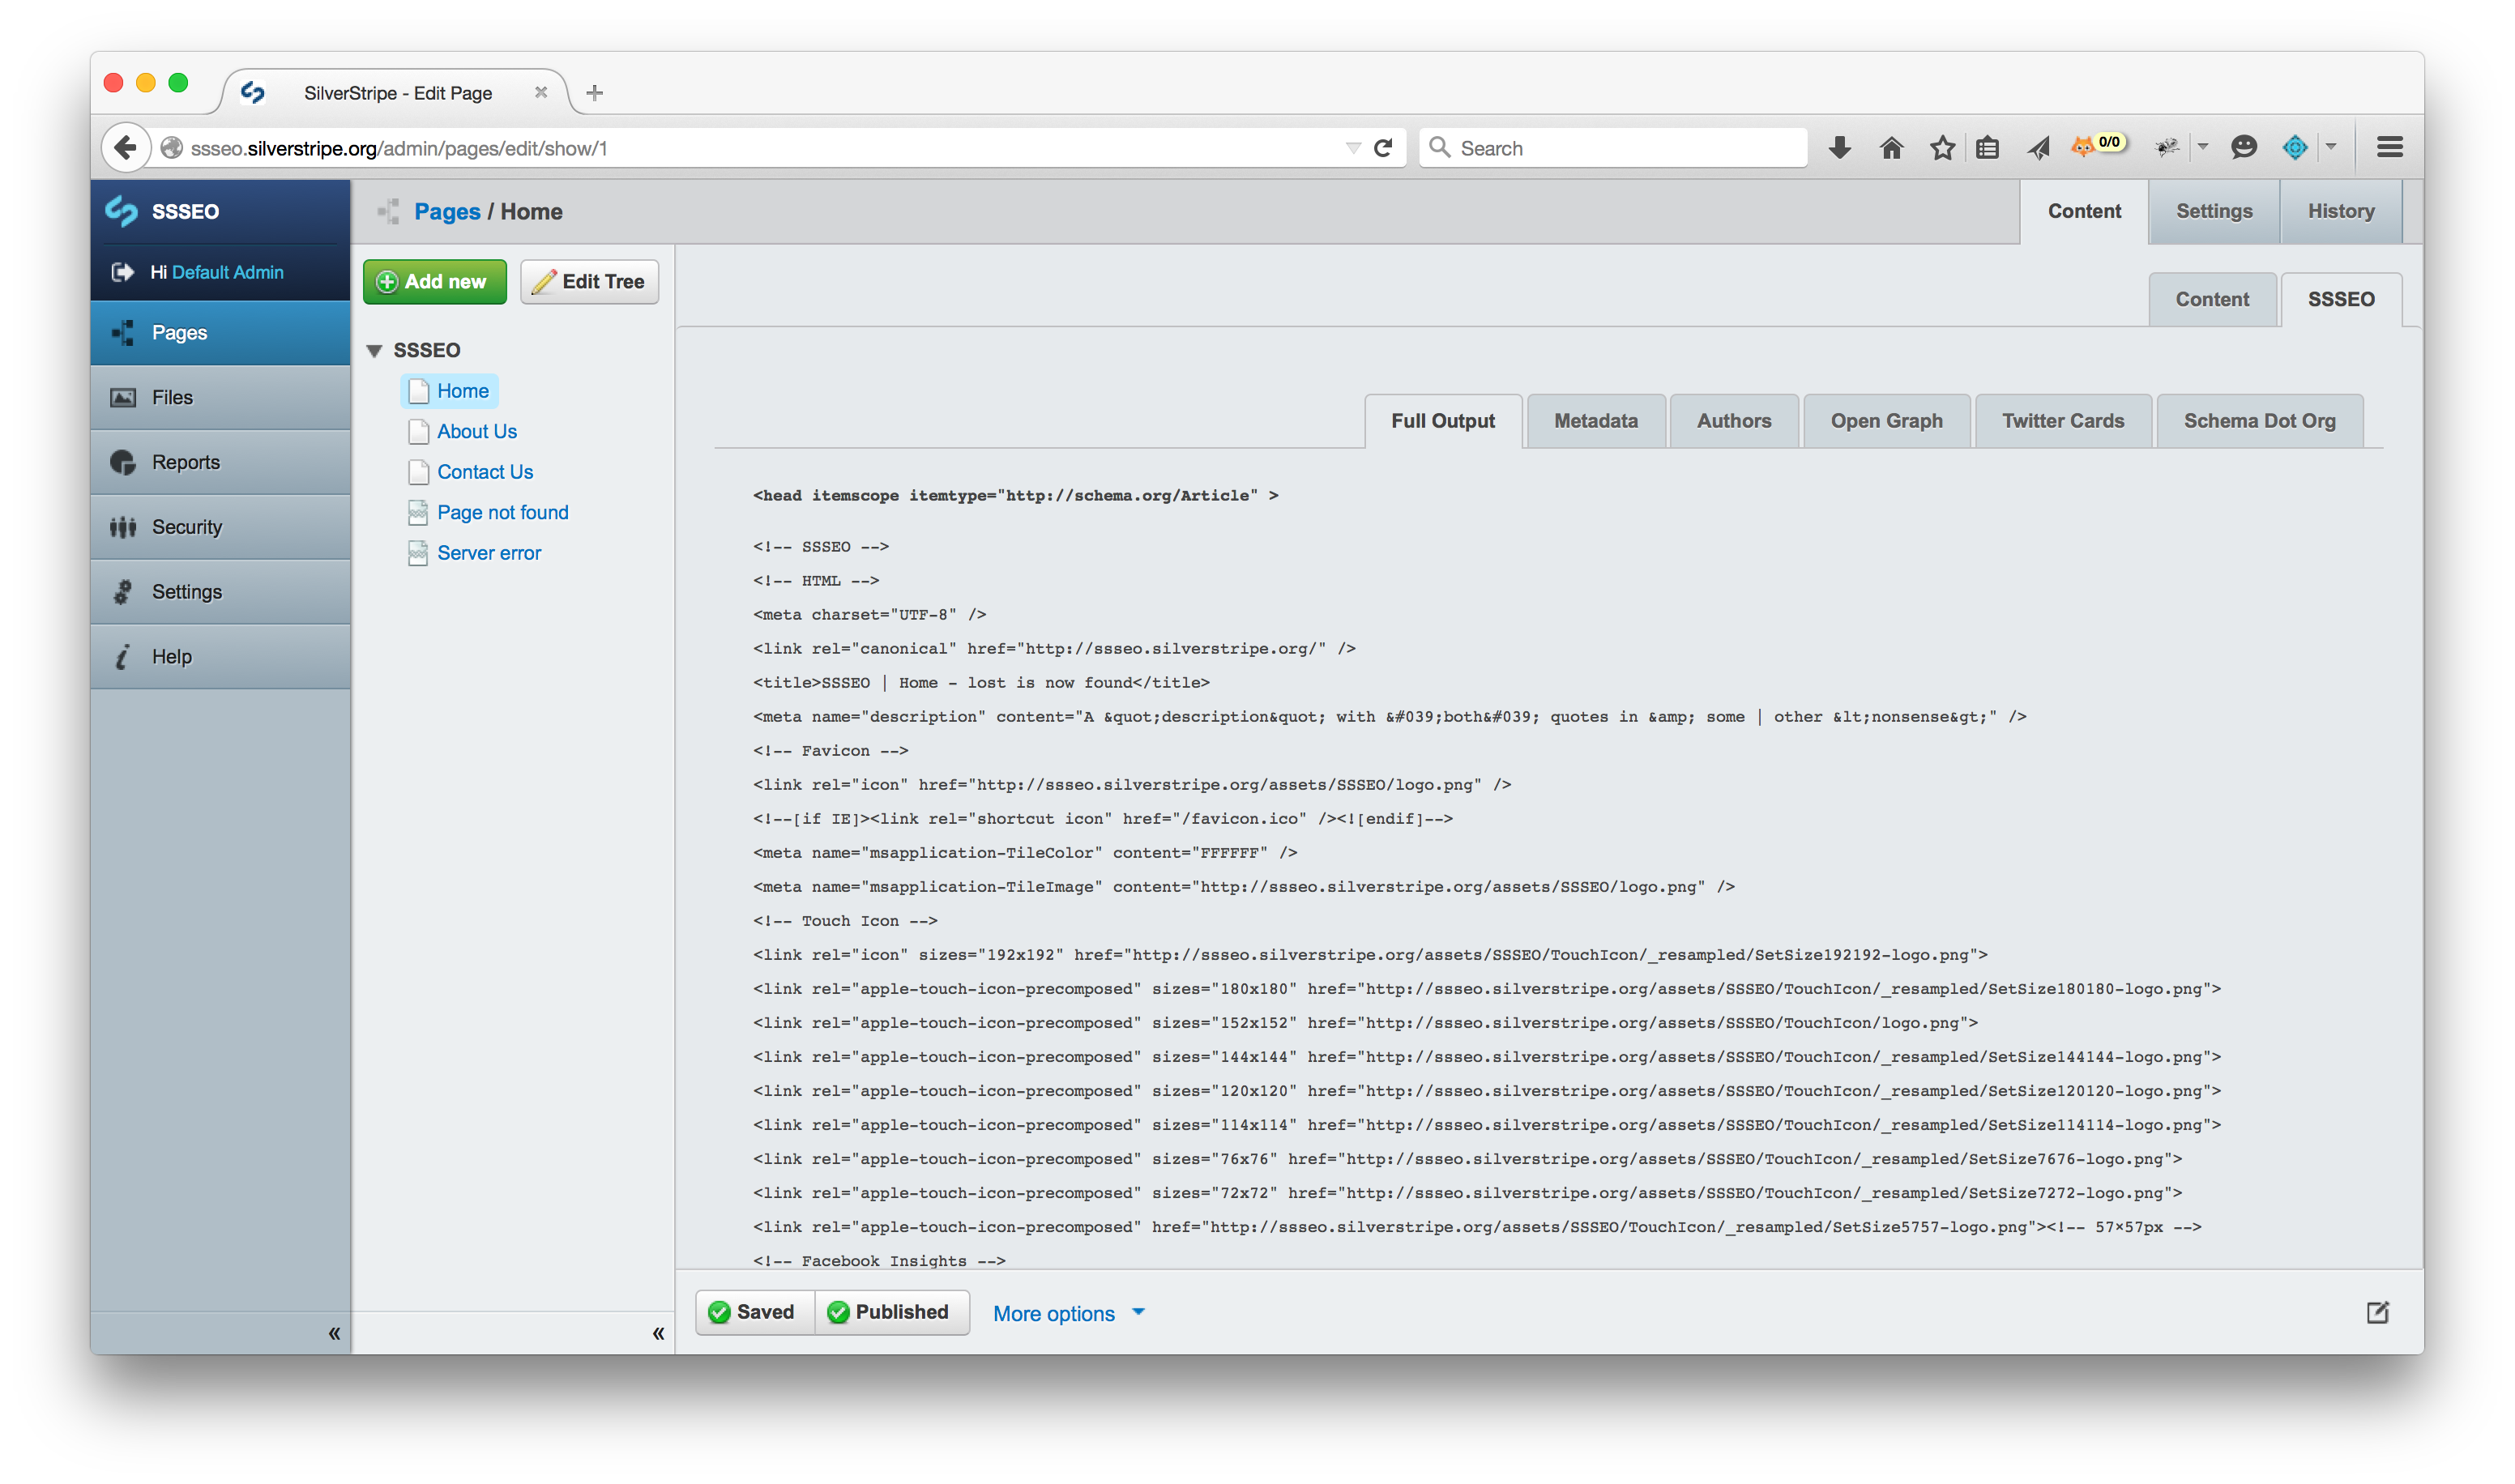 SilverStripe - Edit Page
ssseo.silverstripe.org/admin/pages/edit/show/1
Search
0/0
SSSEO
Hi Default Admin
Pages
Files
Reports
Security
Settings
Help
«
Pages / Home
Content
Settings
History
Add new
Edit Tree
SSSEO
Home
About Us
Contact Us
Page not found
Server error
«
Content
SSSEO
Full Output
Metadata
Authors
Open Graph
Twitter Cards
Schema Dot Org
<head itemscope itemtype="http://schema.org/Article" >
<!-- SSSEO -->
<!-- HTML -->
<meta charset="UTF-8" />
<link rel="canonical" href="http://ssseo.silverstripe.org/" />
<title>SSSEO | Home - lost is now found</title>
<meta name="description" content="A &quot;description&quot; with &#039;both&#039; quotes in &amp; some | other &lt;nonsense&gt;" />
<!-- Favicon -->
<link rel="icon" href="http://ssseo.silverstripe.org/assets/SSSEO/logo.png" />
<!--[if IE]><link rel="shortcut icon" href="/favicon.ico" /><![endif]-->
<meta name="msapplication-TileColor" content="FFFFFF" />
<meta name="msapplication-TileImage" content="http://ssseo.silverstripe.org/assets/SSSEO/logo.png" />
<!-- Touch Icon -->
<link rel="icon" sizes="192x192" href="http://ssseo.silverstripe.org/assets/SSSEO/TouchIcon/_resampled/SetSize192192-logo.png">
<link rel="apple-touch-icon-precomposed" sizes="180x180" href="http://ssseo.silverstripe.org/assets/SSSEO/TouchIcon/_resampled/SetSize180180-logo.png">
<link rel="apple-touch-icon-precomposed" sizes="152x152" href="http://ssseo.silverstripe.org/assets/SSSEO/TouchIcon/logo.png">
<link rel="apple-touch-icon-precomposed" sizes="144x144" href="http://ssseo.silverstripe.org/assets/SSSEO/TouchIcon/_resampled/SetSize144144-logo.png">
<link rel="apple-touch-icon-precomposed" sizes="120x120" href="http://ssseo.silverstripe.org/assets/SSSEO/TouchIcon/_resampled/SetSize120120-logo.png">
<link rel="apple-touch-icon-precomposed" sizes="114x114" href="http://ssseo.silverstripe.org/assets/SSSEO/TouchIcon/_resampled/SetSize114114-logo.png">
<link rel="apple-touch-icon-precomposed" sizes="76x76" href="http://ssseo.silverstripe.org/assets/SSSEO/TouchIcon/_resampled/SetSize7676-logo.png">
<link rel="apple-touch-icon-precomposed" sizes="72x72" href="http://ssseo.silverstripe.org/assets/SSSEO/TouchIcon/_resampled/SetSize7272-logo.png">
<link rel="apple-touch-icon-precomposed" href="http://ssseo.silverstripe.org/assets/SSSEO/TouchIcon/_resampled/SetSize5757-logo.png"><!-- 57×57px -->
<!-- Facebook Insights -->
Saved
Published
More options